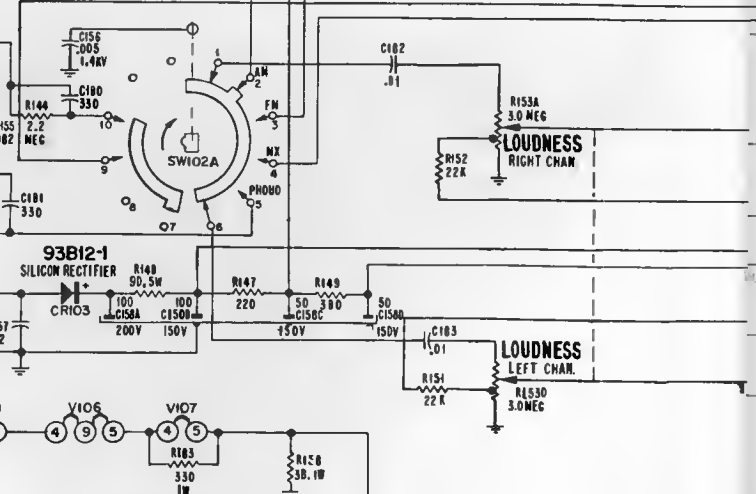 C156
.005
1.4KV
C182
.01
AM
1
2
C180
330
R144
2.2
MEG
10
FN
3
R153A
3.0 MEG
LOUDNESS
RIGHT CHAN
SW102A
MX
4
R152
22K
9
PHONO
5
C181
330
8
7
6
93B12-1
SILICON RECTIFIER
+
CR103
R148
90,5W
R147
220
R149
380
100
C158A
200V
100
C150B
150V
50
C158C
150V
50
C158D
150V
C183
.01
LOUDNESS
LEFT CHAN.
R151
22K
R1530
3.0MEG
V106
V107
4
9
5
4
5
R183
330
1W